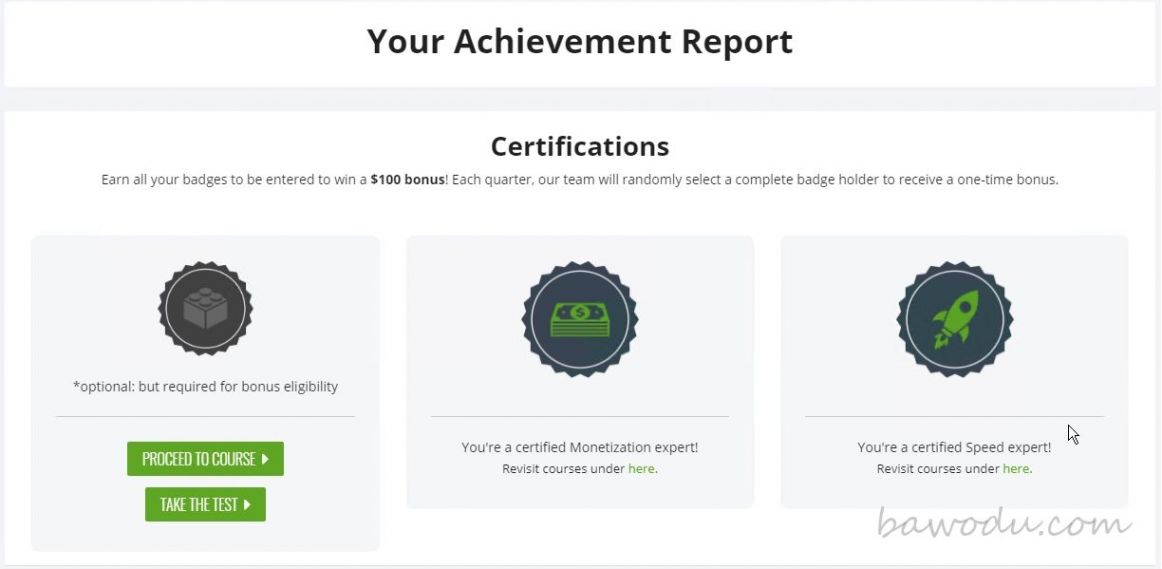 Your Achievement Report
Certifications
Earn all your badges to be entered to win a $100 bonus! Each quarter, our team will randomly select a complete badge holder to receive a one-time bonus.
*optional: but required for bonus eligibility
PROCEED TO COURSE
TAKE THE TEST
$
You're a certified Monetization expert!
Revisit courses under here.
You're a certified Speed expert!
Revisit courses under here.
bawodu.com